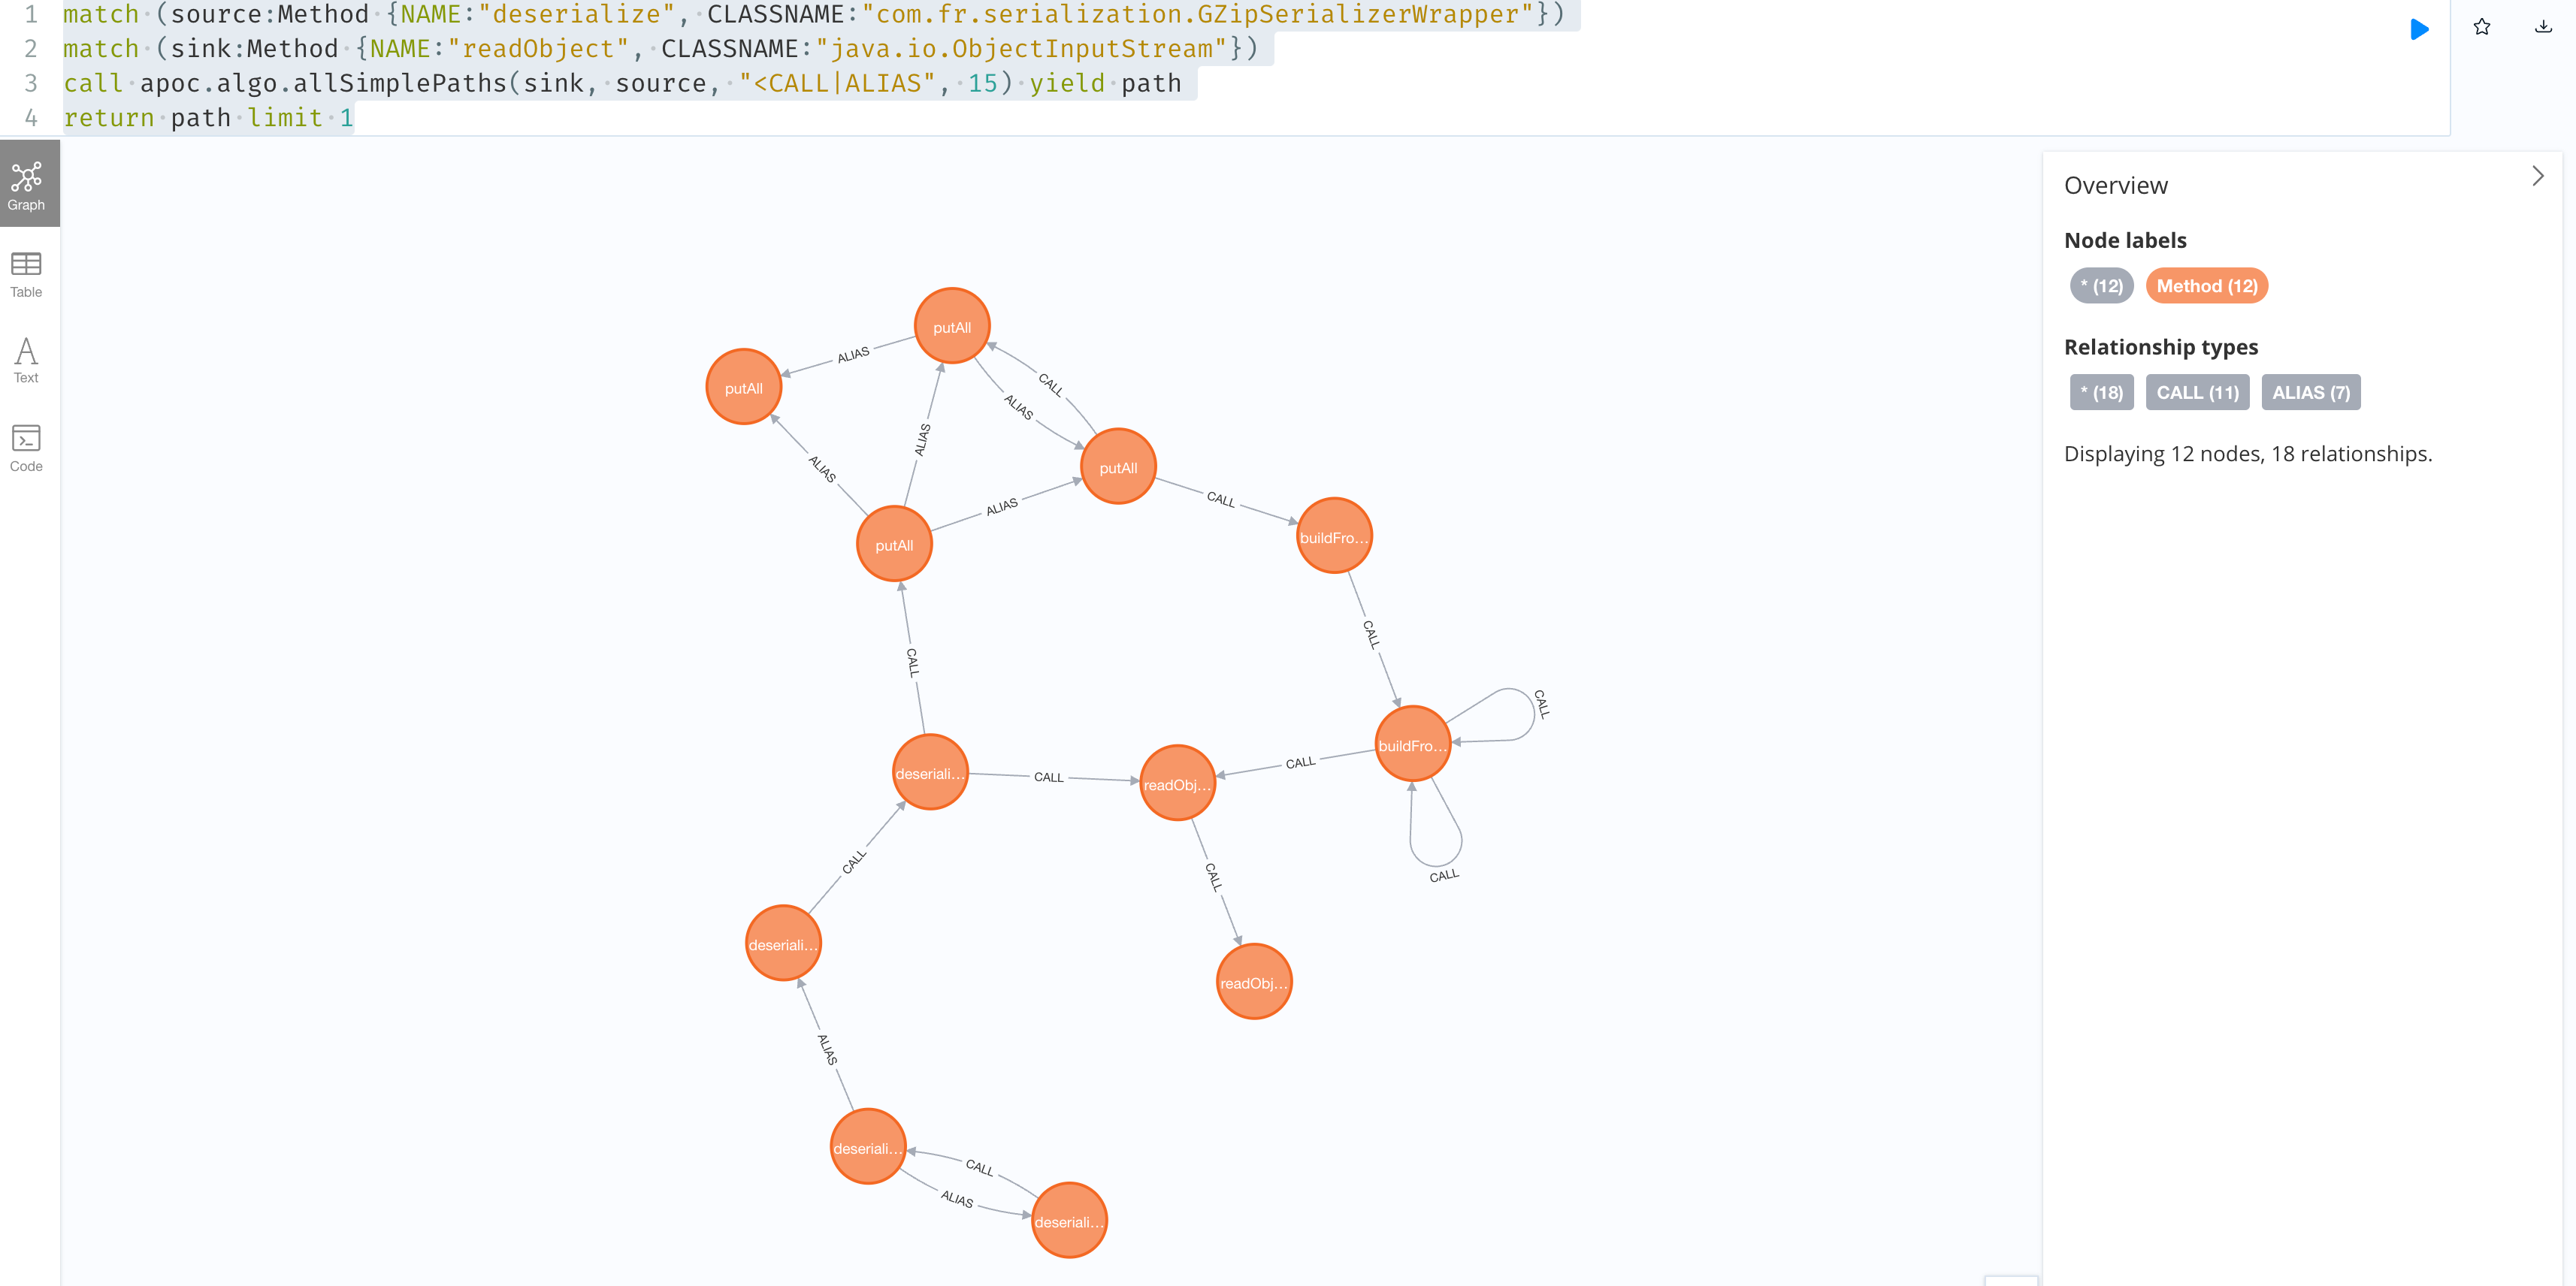 1 match (source:Method {NAME:"deserialize", CLASSNAME:"com.fr.serialization.GZipSerializerWrapper"})
2 match (sink:Method {NAME:"readObject", CLASSNAME:"java.io.ObjectInputStream"})
3 call apoc.algo.allSimplePaths(sink, source, "<CALL|ALIAS", 15) yield path
4 return path limit 1
Graph
Table
Text
Code
putAll
ALIAS
putAll
CALL
ALIAS
ALIAS
ALIAS
putAll
ALIAS
CALL
putAll
buildFro...
CALL
CALL
CALL
buildFro...
CALL
deseriali...
CALL
readObj...
CALL
CALL
CALL
deseriali...
readObj...
ALIAS
deseriali...
CALL
ALIAS
deseriali...
Overview
Node labels
* (12) Method (12)
Relationship types
* (18) CALL (11) ALIAS (7)
Displaying 12 nodes, 18 relationships.